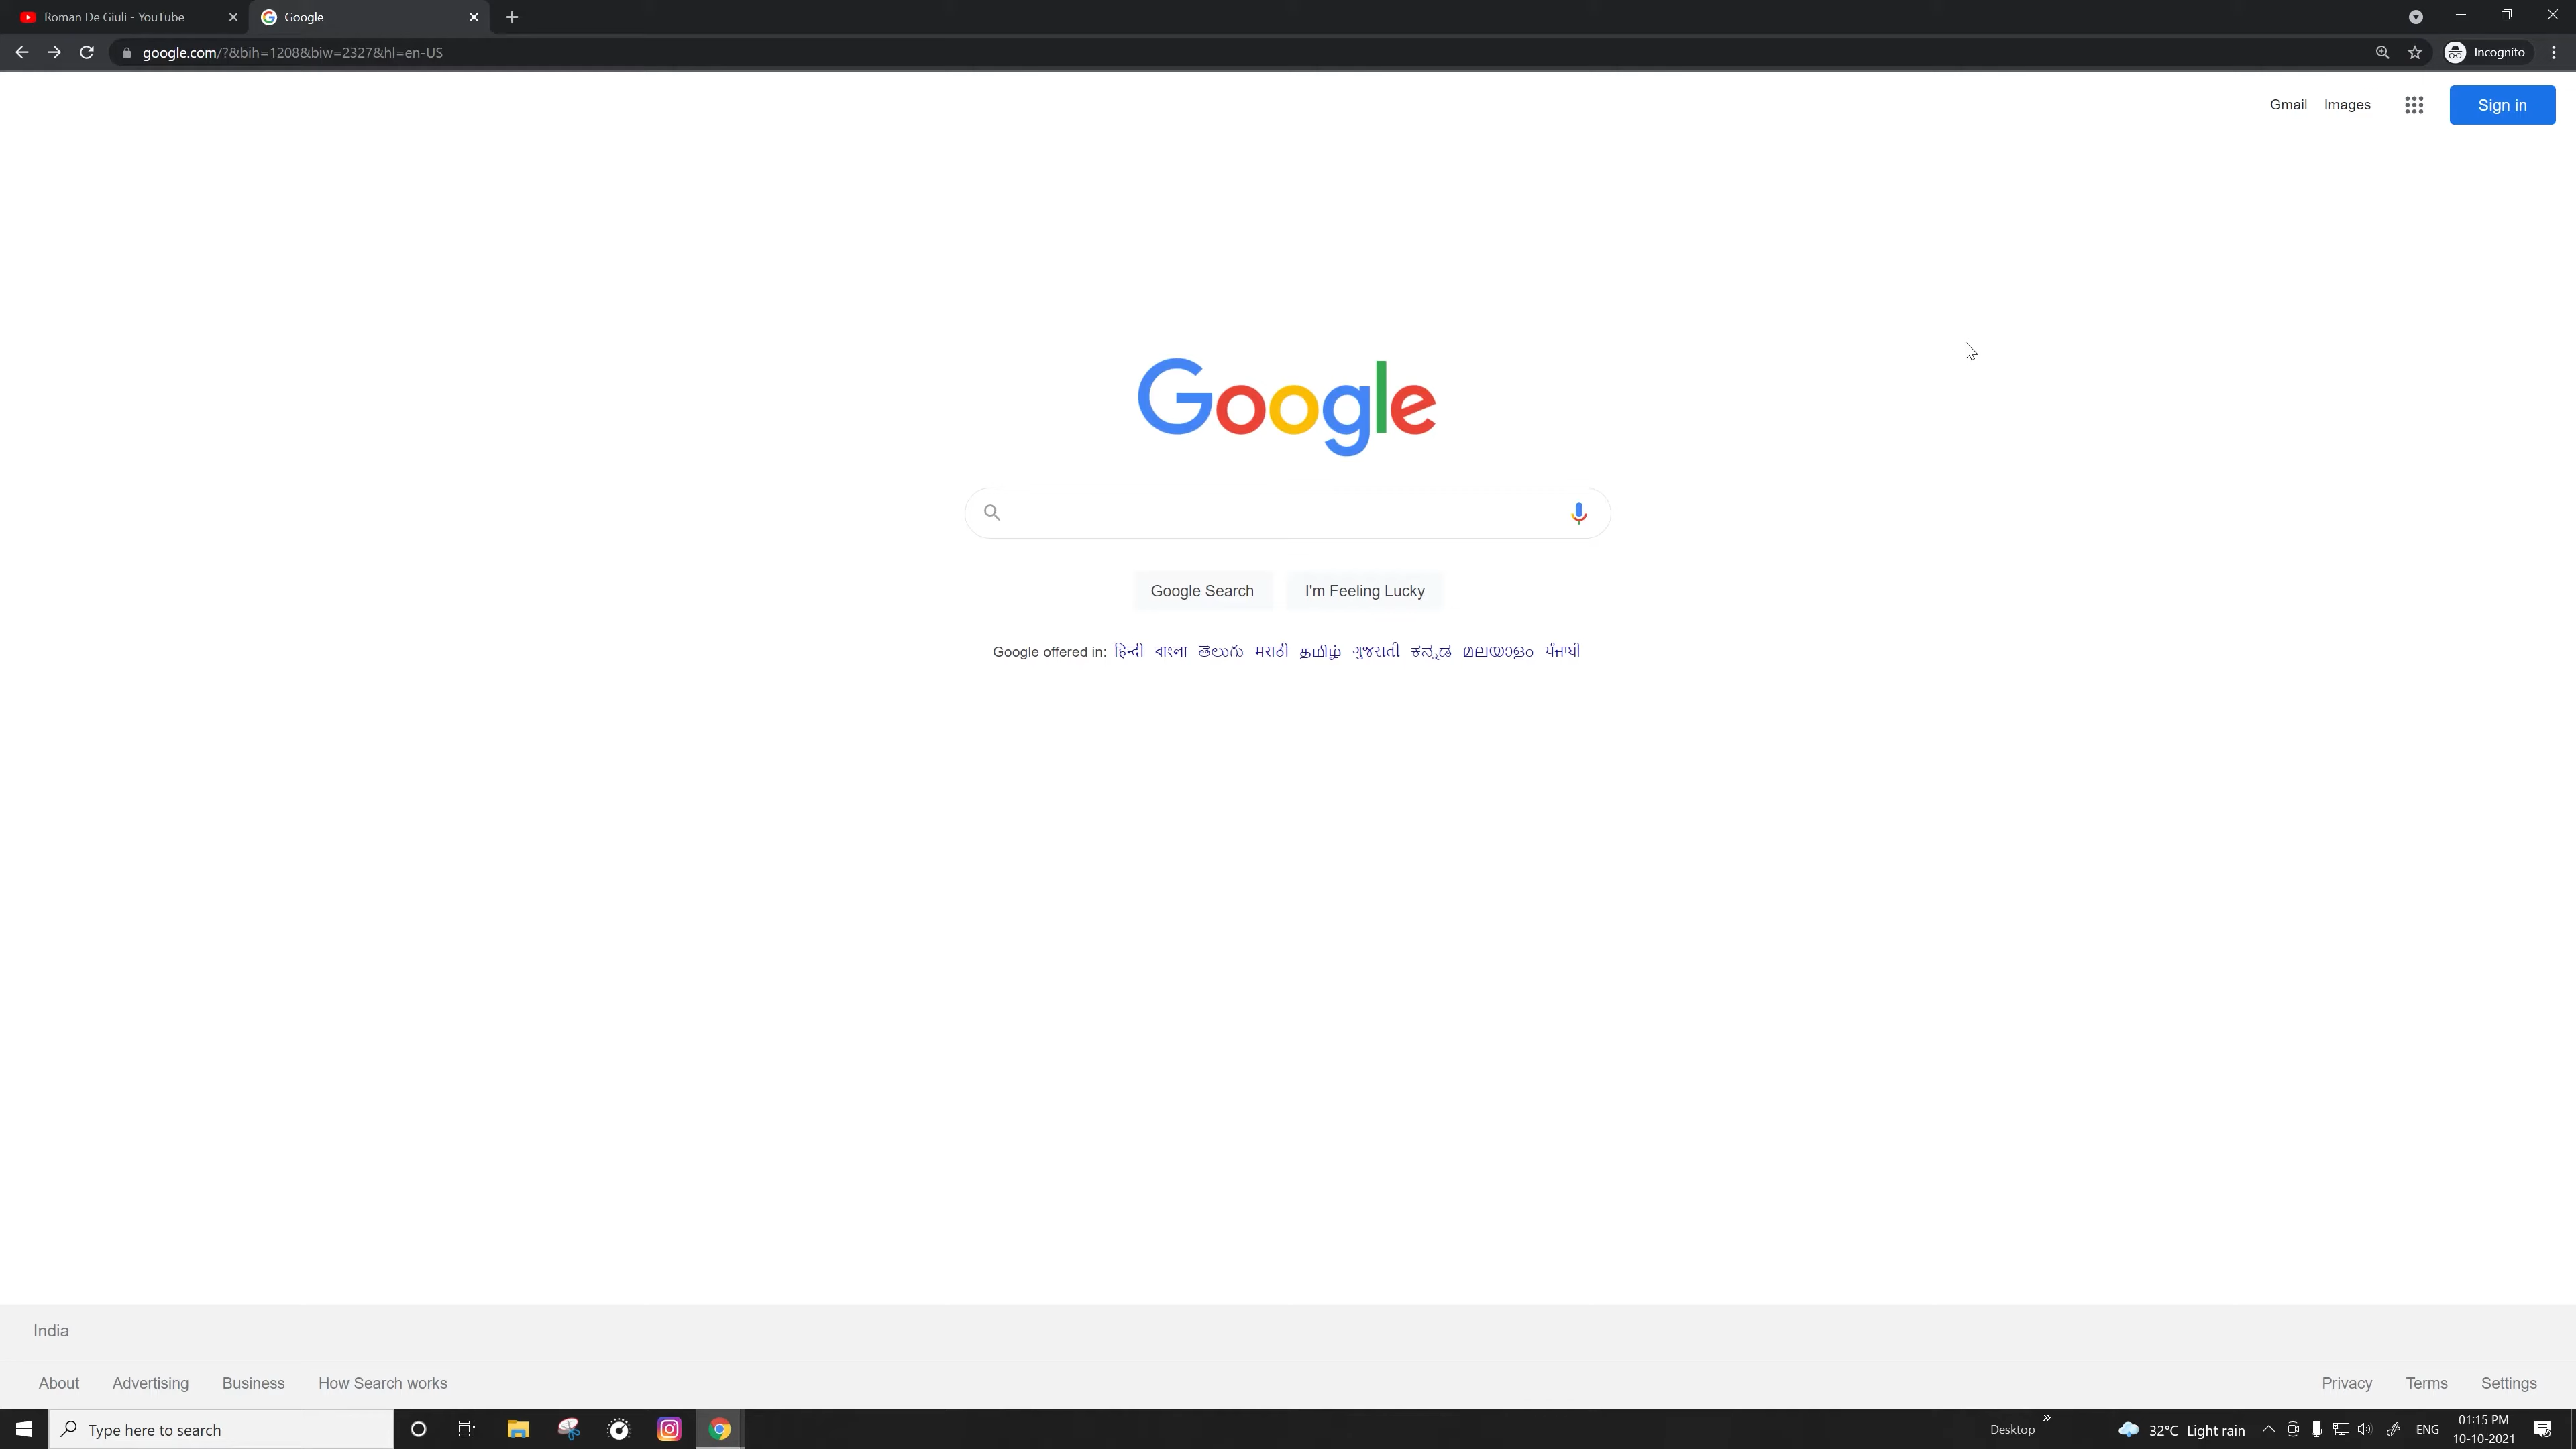 Roman De Giuli - YouTube
Google
google.com/?&bih=1208&biw=2327&hl=en-US
Incognito
Gmail Images
Sign in
Google
Google Search
I'm Feeling Lucky
Google offered in: हिन्दी বাংলা తెలుగు मराठी தமிழ் ગુજરાતી ಕನ್ನಡ മലയാളം ਪੰਜਾਬੀ
India
About Advertising Business How Search works
Privacy Terms Settings
Type here to search
Desktop
32°C Light rain
ENG
01:15 PM
10-10-2021